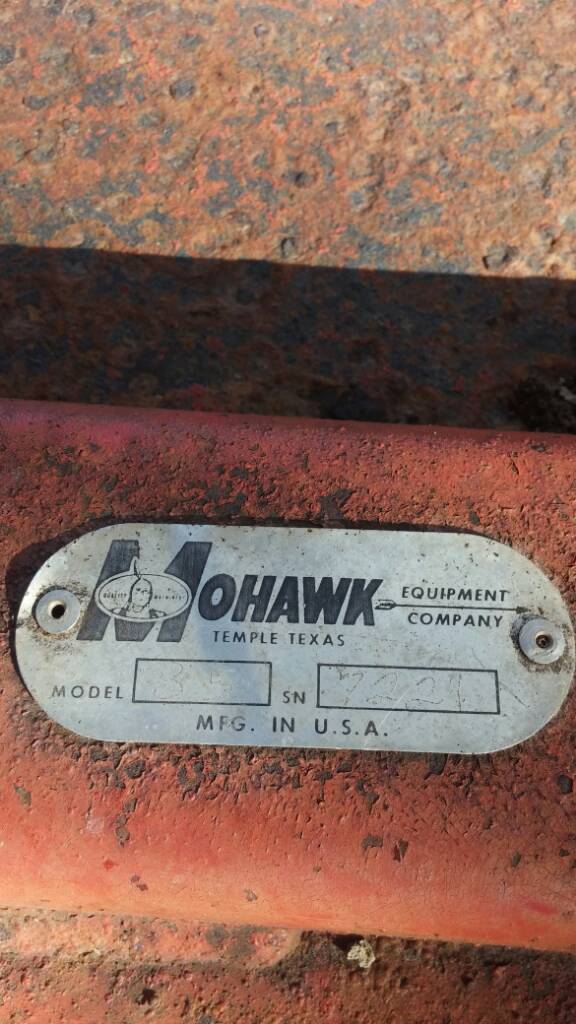 MOHAWK EQUIPMENT COMPANY
TEMPLE TEXAS
MODEL SN
MFG. IN U.S.A.